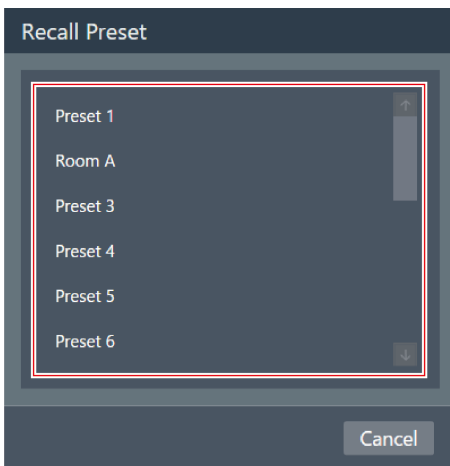 Recall Preset
Preset 1
Room A
Preset 3
Preset 4
Preset 5
Preset 6
Cancel